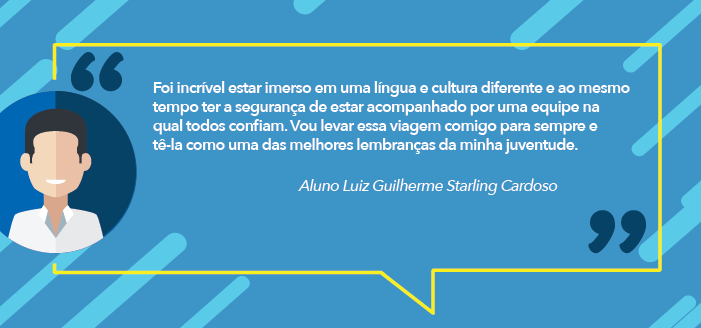 Foi incrível estar imerso em uma língua e cultura diferente e ao mesmo
tempo ter a segurança de estar acompanhado por uma equipe na
qual todos confiam. Vou levar essa viagem comigo para sempre e
tê-la como uma das melhores lembranças da minha juventude.
Aluno Luiz Guilherme Starling Cardoso